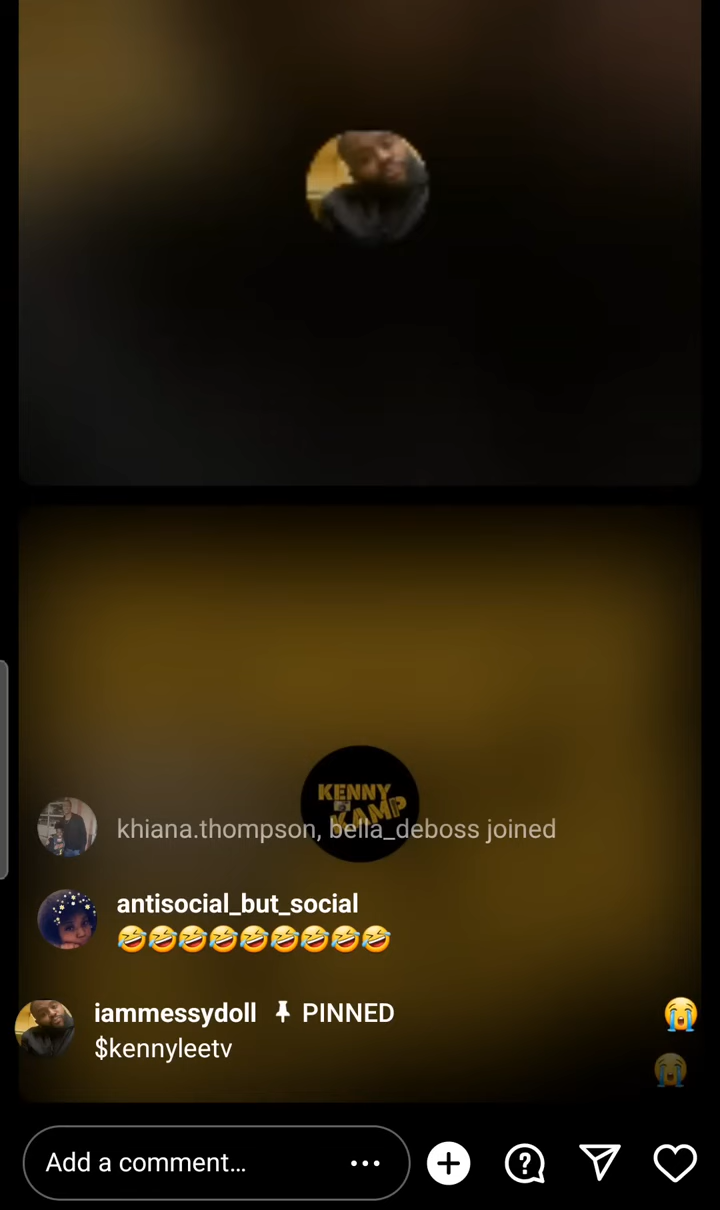 KENNY
KAMP
khiana.thompson, bella_deboss joined
antisocial_but_social
🤣🤣🤣🤣🤣🤣🤣🤣🤣
iammessydoll PINNED
$kennyleetv
Add a comment...